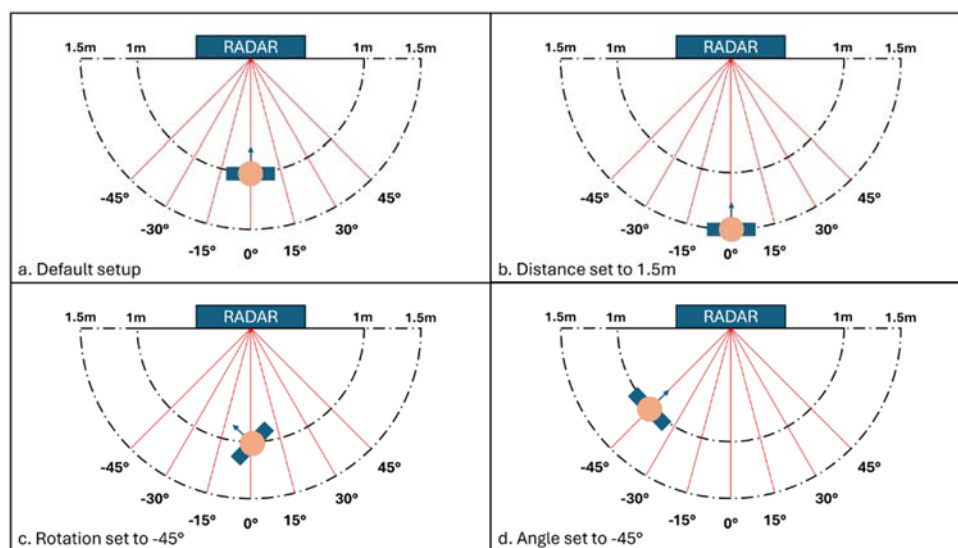 RADAR
1.5m 1m 1m 1.5m
-45° 45°
-30° 30°
-15° 15°
0°
a. Default setup
RADAR
1.5m 1m 1m 1.5m
-45° 45°
-30° 30°
-15° 15°
0°
b. Distance set to 1.5m
RADAR
1.5m 1m 1m 1.5m
-45° 45°
-30° 30°
-15° 0° 15°
c. Rotation set to -45°
RADAR
1.5m 1m 1m 1.5m
-45° 45°
-30° 30°
-15° 0° 15°
d. Angle set to -45°